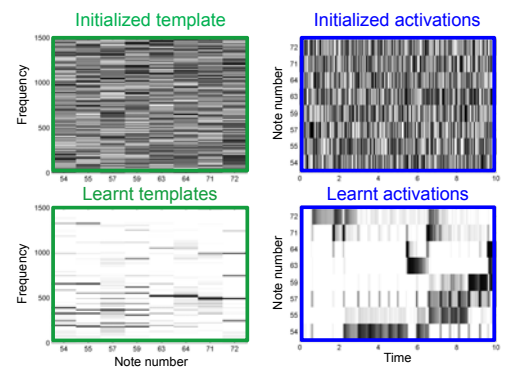 Initialized template
Initialized activations
Frequency
1500
1000
500
0
54 55 57 59 63 64 71 72
Note number
72
71
64
63
59
57
55
54
0 2 4 6 8 10
Learnt templates
Learnt activations
Frequency
1500
1000
500
0
54 55 57 59 63 64 71 72
Note number
Note number
72
71
64
63
59
57
55
54
0 2 4 6 8 10
Time